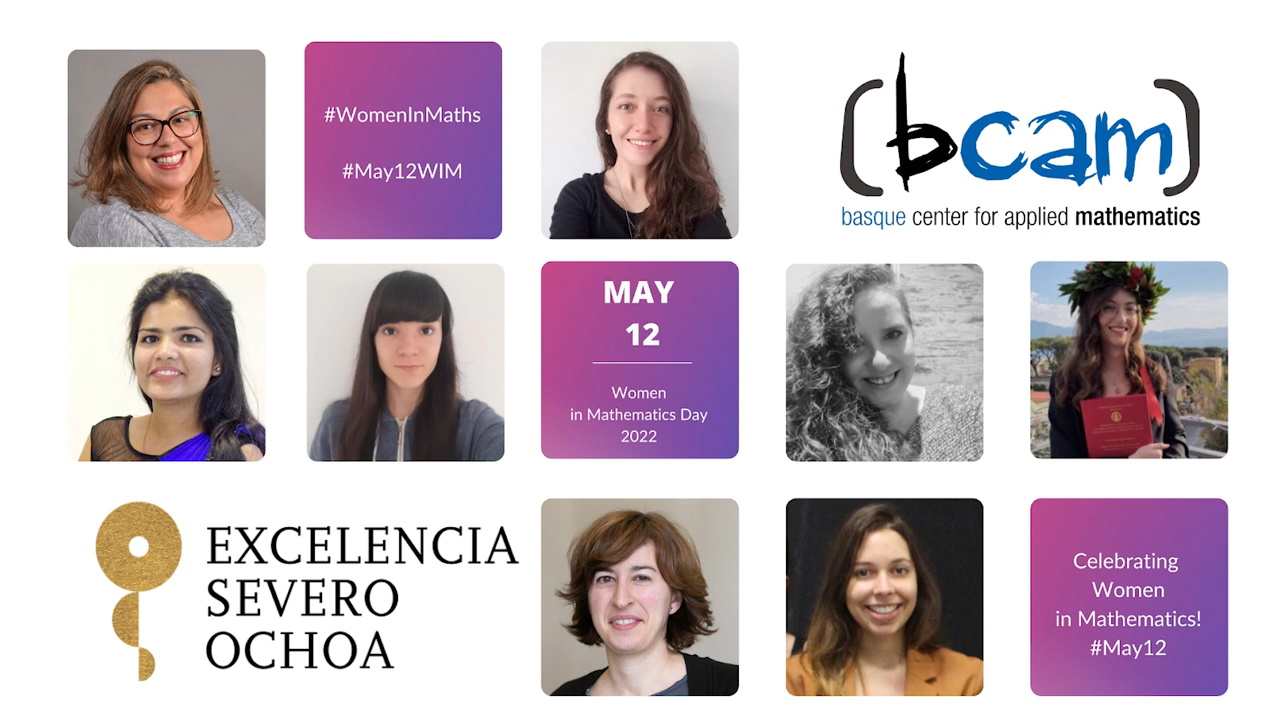 #WomenInMaths
#May12WIM
(bcam)
basque center for applied mathematics
MAY
12
Women
in Mathematics Day
2022
EXCELENCIA
SEVERO
OCHOA
Celebrating
Women
in Mathematics!
#May12